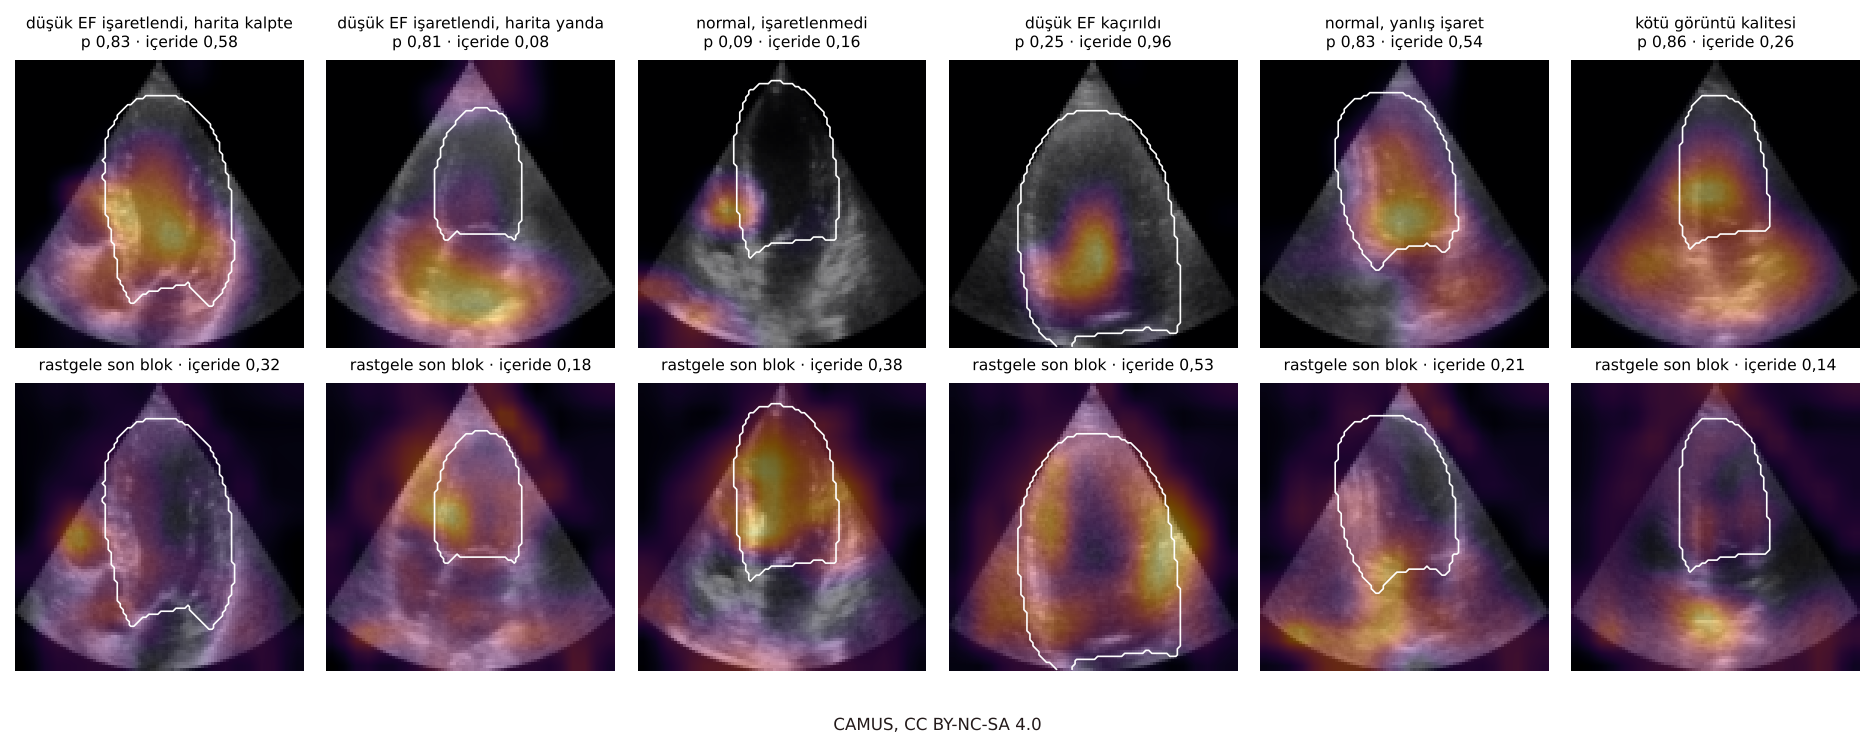 düşük EF işaretlendi, harita kalpte
p 0,83 · içeride 0,58
düşük EF işaretlendi, harita yanda
p 0,81 · içeride 0,08
normal, işaretlenmedi
p 0,09 · içeride 0,16
düşük EF kaçırıldı
p 0,25 · içeride 0,96
normal, yanlış işaret
p 0,83 · içeride 0,54
kötü görüntü kalitesi
p 0,86 · içeride 0,26
rastgele son blok · içeride 0,32
rastgele son blok · içeride 0,18
rastgele son blok · içeride 0,38
rastgele son blok · içeride 0,53
rastgele son blok · içeride 0,21
rastgele son blok · içeride 0,14
CAMUS, CC BY-NC-SA 4.0